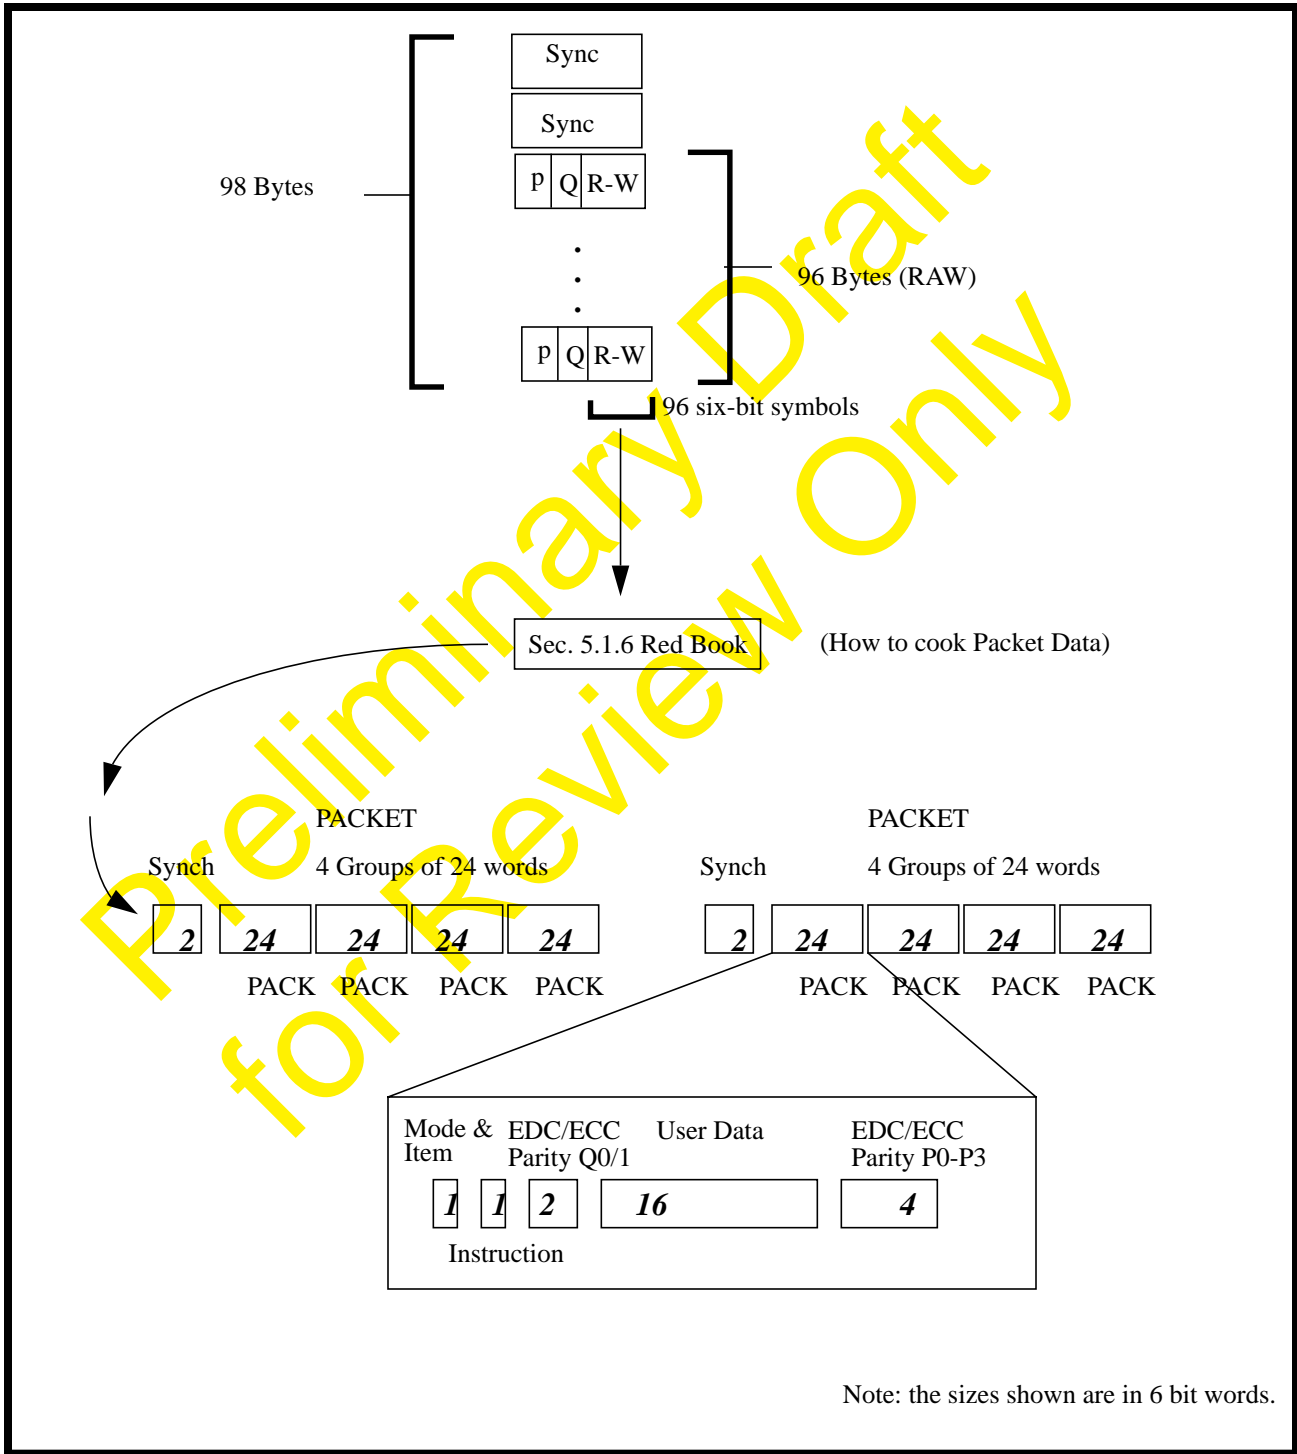 Sync
Sync
p Q R-W
98 Bytes
.
.
.
96 Bytes (RAW)
p Q R-W
96 six-bit symbols
Sec. 5.1.6 Red Book
(How to cook Packet Data)
PACKET
PACKET
Synch
4 Groups of 24 words
Synch
4 Groups of 24 words
2 24 24 24 24
2 24 24 24 24
PACK PACK PACK PACK
PACK PACK PACK PACK
Mode &
Item
EDC/ECC
Parity Q0/1
User Data
EDC/ECC
Parity P0-P3
1 1 2 16 4
Instruction
Note: the sizes shown are in 6 bit words.
Preliminary Draft
for Review Only